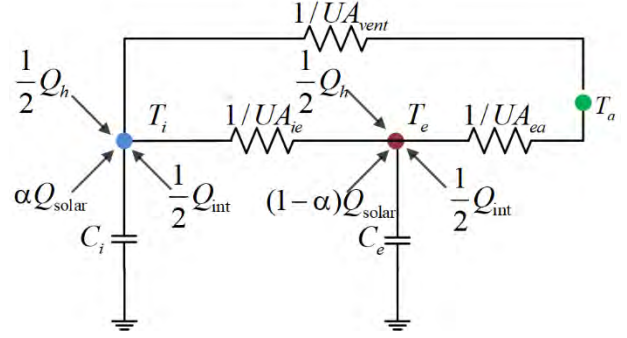 1/UA_vent
1/2 Q_h
T_i
1/UA_ie
1/2 Q_h
T_e
1/UA_ea
T_a
αQ_solar
1/2 Q_int
(1−α)Q_solar
1/2 Q_int
C_i
C_e